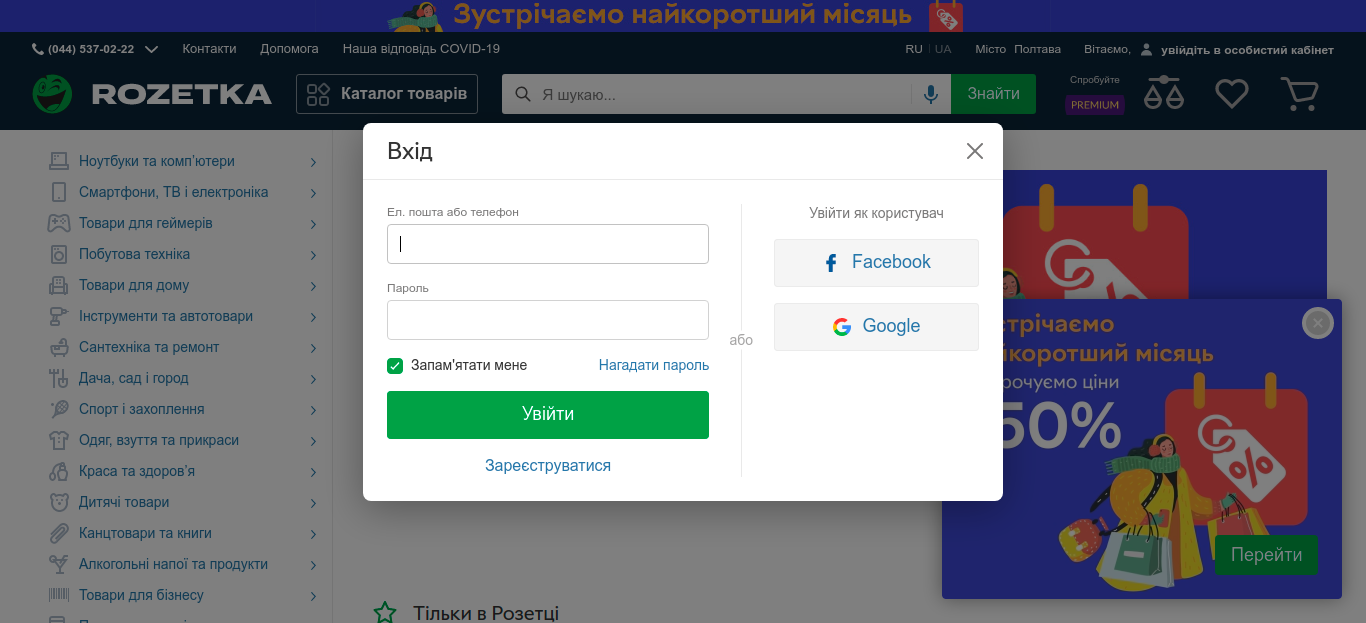 Зустрічаємо найкоротший місяць
(044) 537-02-22 Контакти Допомога Наша відповідь COVID-19 RU UA Місто Полтава Вітаємо, увійдіть в особистий кабінет
ROZETKA Каталог товарів Я шукаю... Знайти Спробуйте
PREMIUM
Ноутбуки та комп'ютери
Смартфони, ТВ і електроніка
Товари для геймерів
Побутова техніка
Товари для дому
Інструменти та автотовари
Сантехніка та ремонт
Дача, сад і город
Спорт і захоплення
Одяг, взуття та прикраси
Краса та здоров'я
Дитячі товари
Канцтовари та книги
Алкогольні напої та продукти
Товари для бізнесу
Вхід
Ел. пошта або телефон
Пароль
Запам'ятати мене Нагадати пароль
Увійти
Зареєструватися
або
Увійти як користувач
Facebook
Google
стрічаємо
йкоротший місяць
рочуємо ціни
50%
%
Перейти
Тільки в Розетці